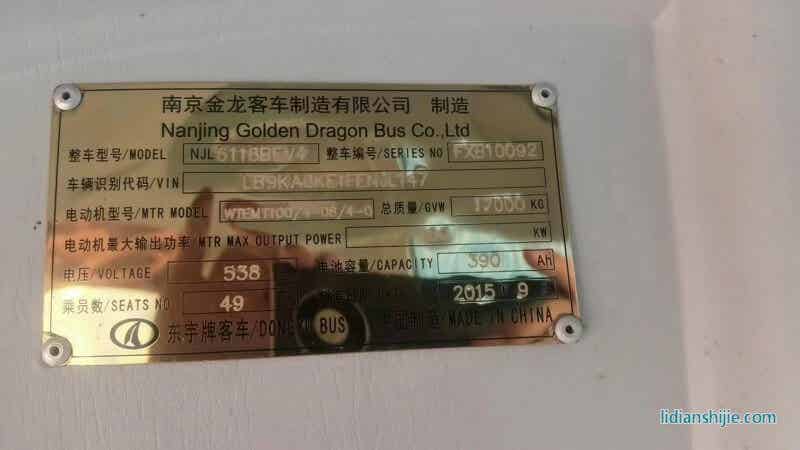 南京金龙客车制造有限公司 制造
Nanjing Golden Dragon Bus Co.,Ltd
整车型号/MODEL NJL6118BEV4 整车编号/SERIES NO FXB10092
车辆识别代码/VIN
电动机型号/MTR MODEL 总质量/GVW 17000 KG
电动机最大输出功率 MTR MAX OUTPUT POWER KW
电压/VOLTAGE 538 电池容量/CAPACITY 390 Ah
乘员数/SEATS NO 49 2015 9
东宇牌客车/DONGYU BUS 中国制造/MADE IN CHINA
lidianshijie.com